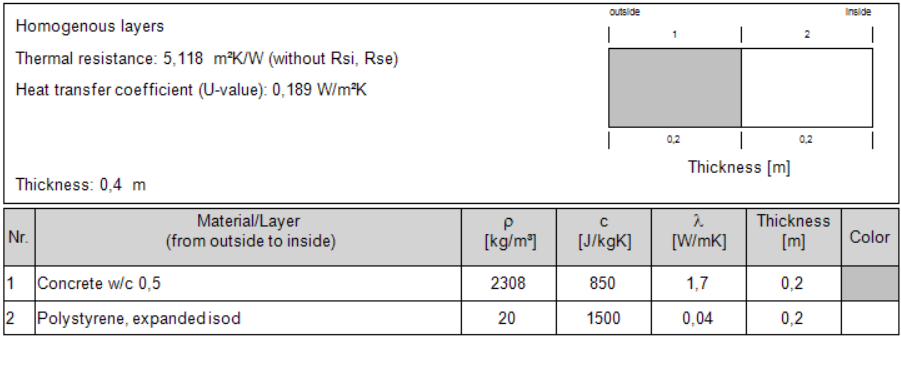 Homogenous layers
Thermal resistance: 5,118 m²K/W (without Rsi, Rse)
Heat transfer coefficient (U-value): 0,189 W/m²K
Thickness: 0,4 m
outside inside
1 2
0,2 0,2
Thickness [m]
Nr. Material/Layer (from outside to inside) ρ [kg/m³] c [J/kgK] λ [W/mK] Thickness [m] Color
1 Concrete w/c 0,5 2308 850 1,7 0,2
2 Polystyrene, expanded isod 20 1500 0,04 0,2